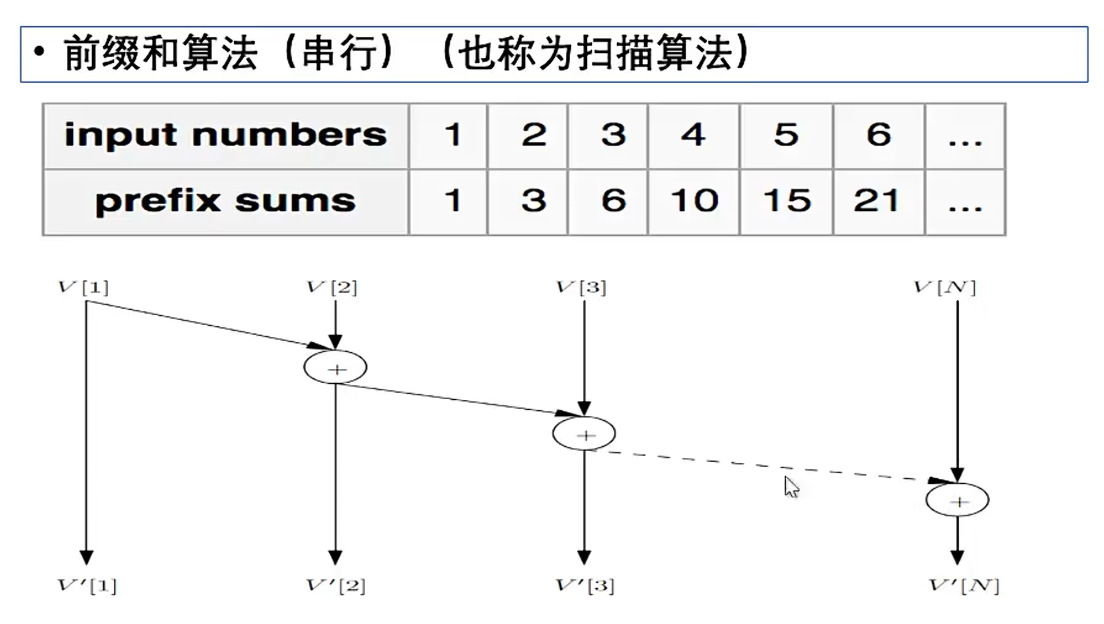 • 前缀和算法（串行）（也称为扫描算法）
input numbers 1 2 3 4 5 6 ...
prefix sums 1 3 6 10 15 21 ...
V[1] V[2] V[3] V[N]
+
+
+
V'[1] V'[2] V'[3] V'[N]